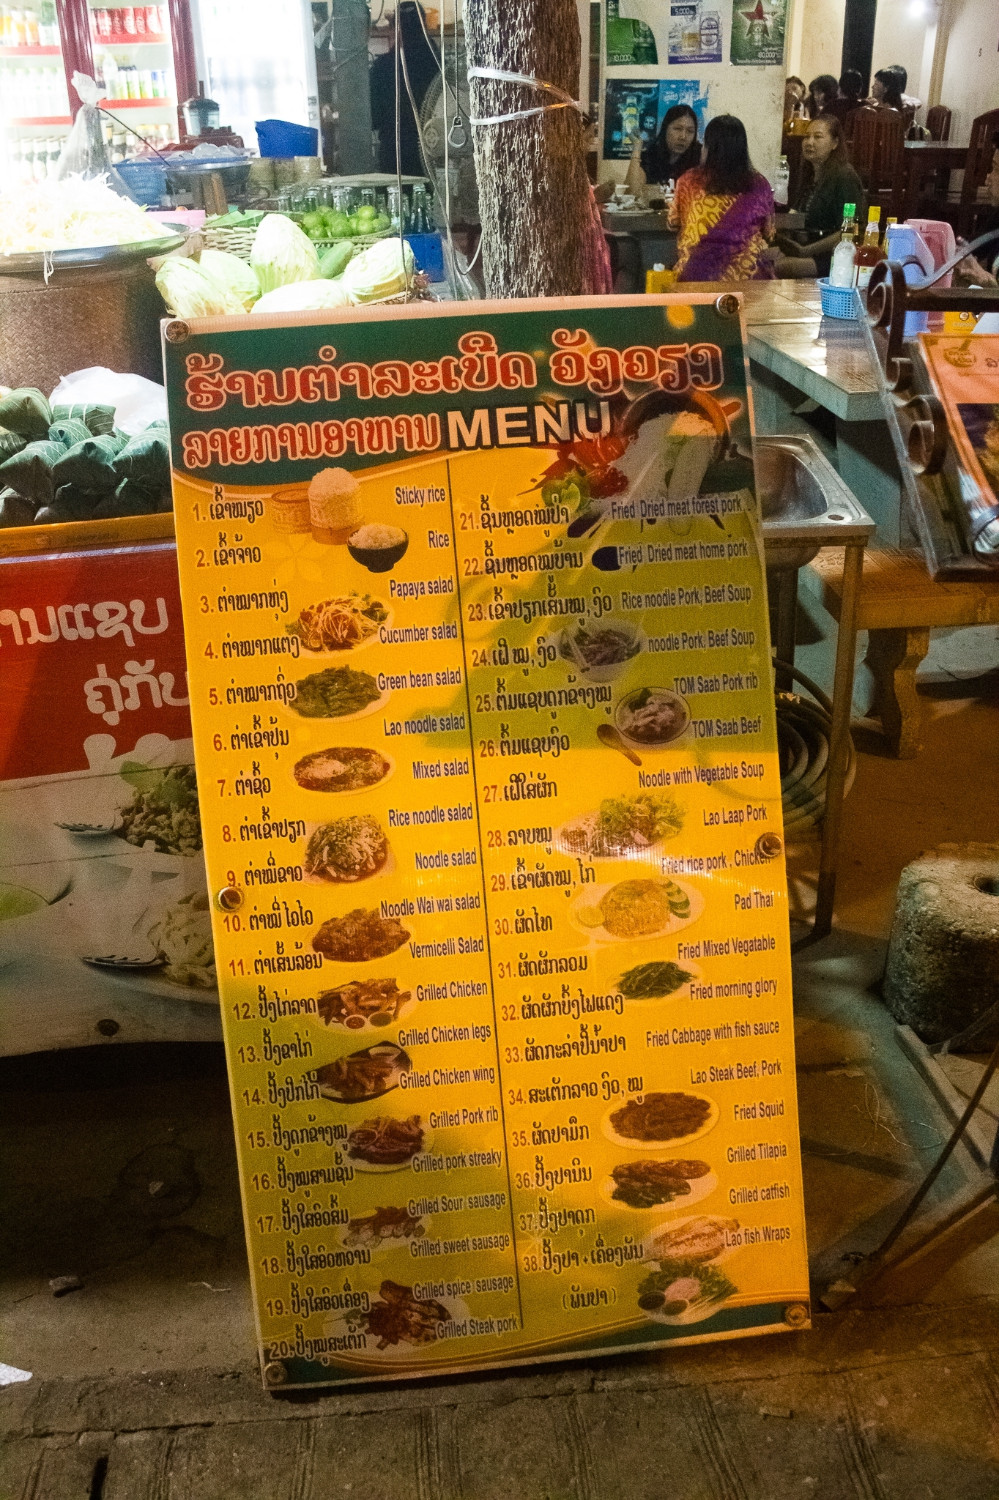 ຮ້ານຕຳລະເບີດ ວັງວຽງ
ລາຍການອາຫານ MENU
1. ເຂົ້າໜຽວ Sticky rice
2. ເຂົ້າຈ້າວ Rice
3. ຕຳໝາກຫຸ່ງ Papaya salad
4. ຕຳໝາກແຕງ Cucumber salad
5. ຕຳໝາກຖົ່ວ Green bean salad
6. ຕຳເຂົ້າປຸ້ນ Lao noodle salad
7. ຕຳຊົ້ວ Mixed salad
8. ຕຳເຂົ້າປຽກ Rice noodle salad
9. ຕຳໝີ່ຂາວ Noodle salad
10. ຕຳໝີ່ ໄວໄວ Noodle Wai wai salad
11. ຕຳເສັ້ນລ້ອນ Vermicelli Salad
12. ປີ້ງໄກ່ລາດ Grilled Chicken
13. ປີ້ງຂາໄກ່ Grilled Chicken legs
14. ປີ້ງປີກໄກ່ Grilled Chicken wing
15. ປີ້ງດູກຂ້າງໝູ Grilled Pork rib
16. ປີ້ງໝູສາມຊັ້ນ Grilled pork streaky
17. ປີ້ງໃສ້ອົ່ວສົ້ມ Grilled Sour sausage
18. ປີ້ງໃສ້ອົ່ວຫວານ Grilled sweet sausage
19. ປີ້ງໃສ້ອົ່ວເຄື່ອງ Grilled spice sausage
20. ປີ້ງໝູສະເຕັກ Grilled Steak pork
21. ຊີ້ນຫຼອດໝູປ່າ Fried Dried meat forest pork
22. ຊີ້ນຫຼອດໝູບ້ານ Fried Dried meat home pork
23. ເຂົ້າປຽກເສັ້ນໝູ, ງົວ Rice noodle Pork, Beef Soup
24. ເຝີ ໝູ, ງົວ noodle Pork, Beef Soup
25. ຕົ້ມແຊບດູກຂ້າງໝູ TOM Saab Pork rib
26. ຕົ້ມແຊບງົວ TOM Saab Beef
27. ເຝີໃສ່ຜັກ Noodle with Vegetable Soup
28. ລາບໝູ Lao Laap Pork
29. ເຂົ້າຜັດໝູ, ໄກ່ Fried rice pork , Chicken
30. ຜັດໄທ Pad Thai
31. ຜັດຜັກລວມ Fried Mixed Vegatable
32. ຜັດຜັກບົ້ງໄຟແດງ Fried morning glory
33. ຜັດກະລ່ຳປີນ້ຳປາ Fried Cabbage with fish sauce
34. ສະເຕັກລາວ ງົວ, ໝູ Lao Steak Beef, Pork
35. ຜັດປາມຶກ Fried Squid
36. ປີ້ງປານິນ Grilled Tilapia
37. ປີ້ງປາດຸກ Grilled catfish
38. ປີ້ງປາ + ເຄື່ອງພັນ Lao fish Wraps
( ພັນປາ )
ານແຊບ
ຄູ່ກັບ